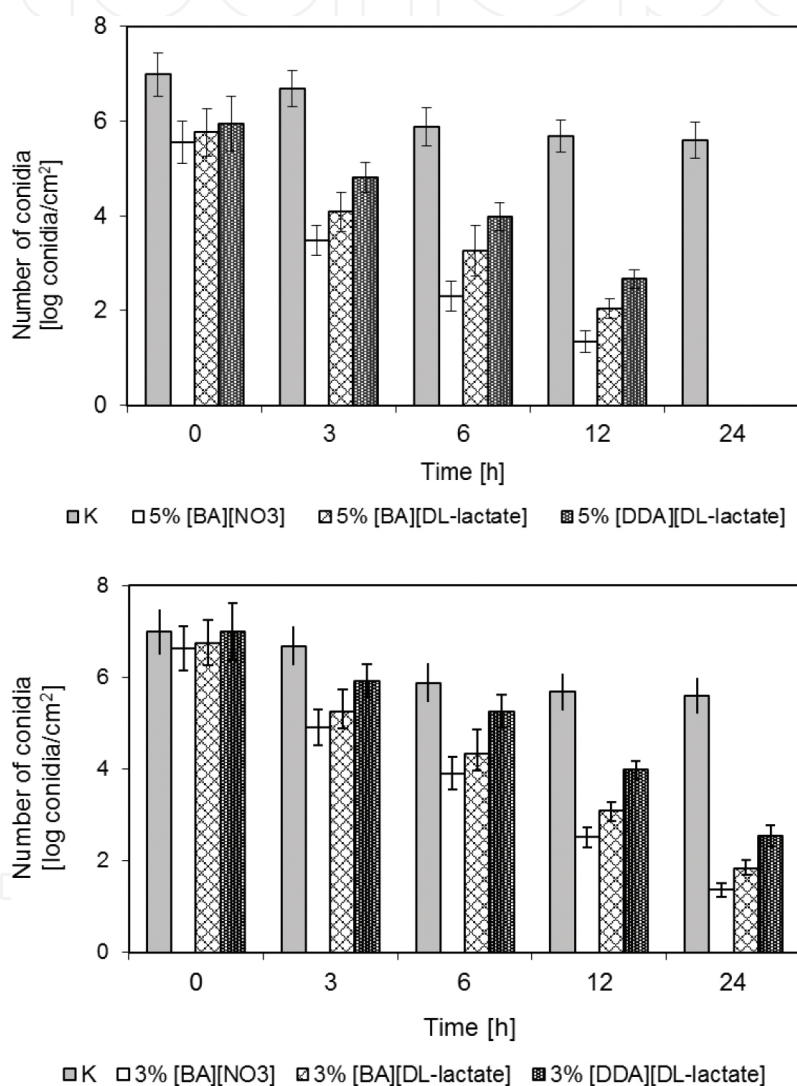 8
6
4
2
0
Number of conidia
[log conidia/cm²]
0 3 6 12 24
Time [h]
K 5% [BA][NO3] 5% [BA][DL-lactate] 5% [DDA][DL-lactate]
8
6
4
2
0
Number of conidia
[log conidia/cm²]
0 3 6 12 24
Time [h]
K 3% [BA][NO3] 3% [BA][DL-lactate] 3% [DDA][DL-lactate]